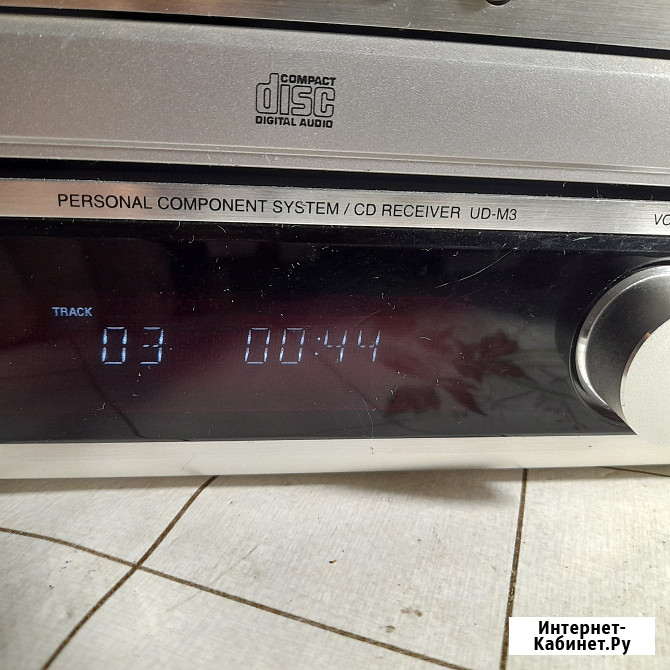 COMPACT
disc
DIGITAL AUDIO
PERSONAL COMPONENT SYSTEM / CD RECEIVER UD-M3
TRACK
03 00:44
Интернет-
Кабинет.Ру